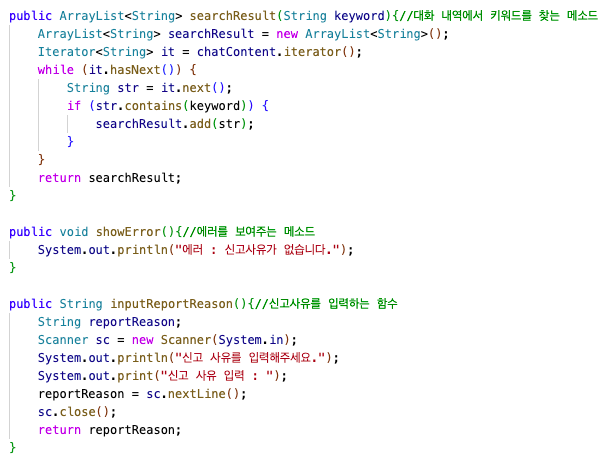 public ArrayList<String> searchResult(String keyword){//대화 내역에서 키워드를 찾는 메소드
    ArrayList<String> searchResult = new ArrayList<String>();
    Iterator<String> it = chatContent.iterator();
    while (it.hasNext()) {
        String str = it.next();
        if (str.contains(keyword)) {
            searchResult.add(str);
        }
    }
    return searchResult;
}

public void showError(){//에러를 보여주는 메소드
    System.out.println("에러 : 신고사유가 없습니다.");
}

public String inputReportReason(){//신고사유를 입력하는 함수
    String reportReason;
    Scanner sc = new Scanner(System.in);
    System.out.println("신고 사유를 입력해주세요.");
    System.out.print("신고 사유 입력 : ");
    reportReason = sc.nextLine();
    sc.close();
    return reportReason;
}